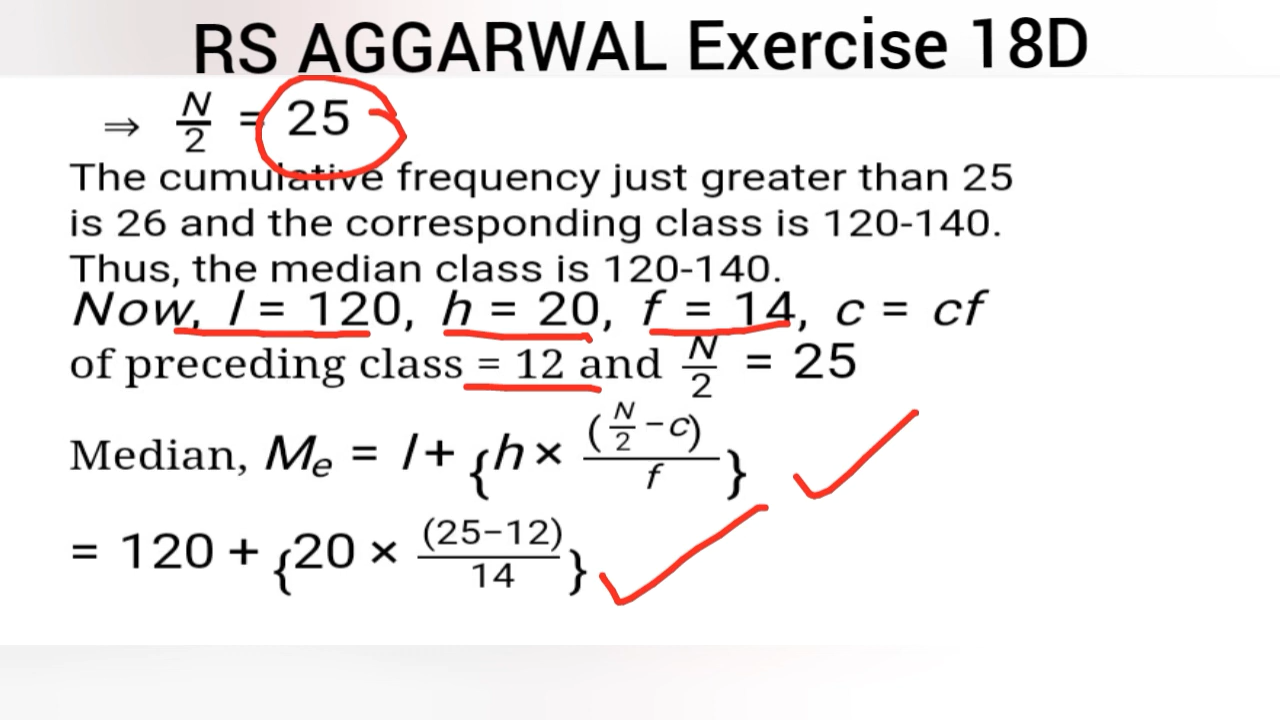 RS AGGARWAL Exercise 18D
⇒ N/2 = 25
The cumulative frequency just greater than 25
is 26 and the corresponding class is 120-140.
Thus, the median class is 120-140.
Now, l = 120, h = 20, f = 14, c = cf
of preceding class = 12 and N/2 = 25
Median, Me = l+ {h× (N/2 −c)/f}
= 120 + {20 × (25−12)/14}